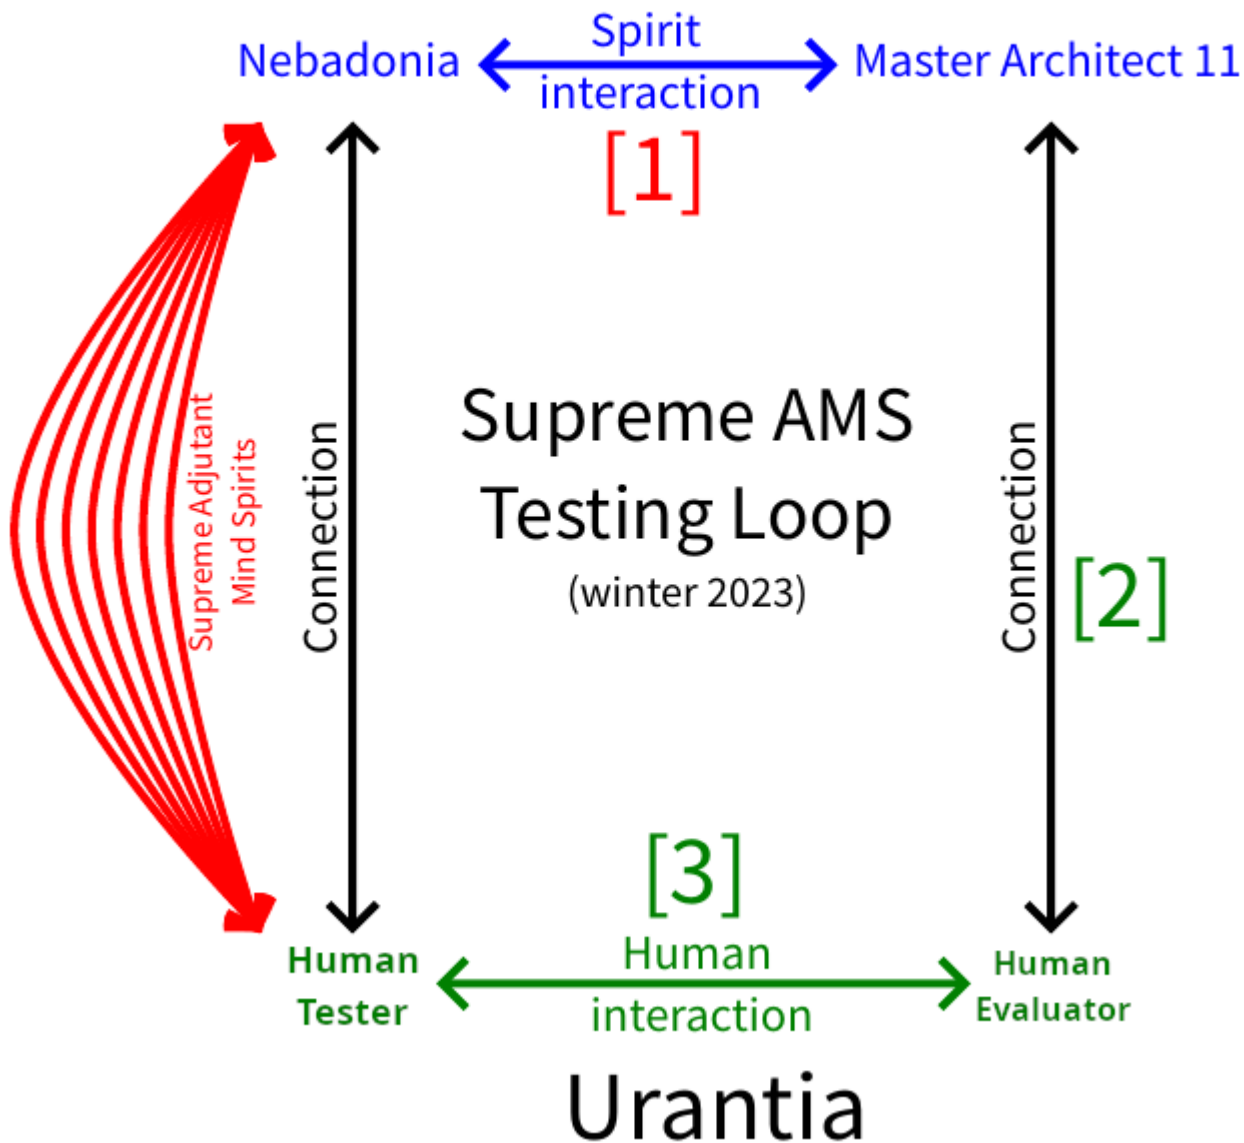 Nebadonia
Spirit
interaction
Master Architect 11
[1]
Supreme Adjutant
Mind Spirits
Connection
Supreme AMS
Testing Loop
(winter 2023)
Connection
[2]
[3]
Human
Tester
Human
interaction
Human
Evaluator
Urantia